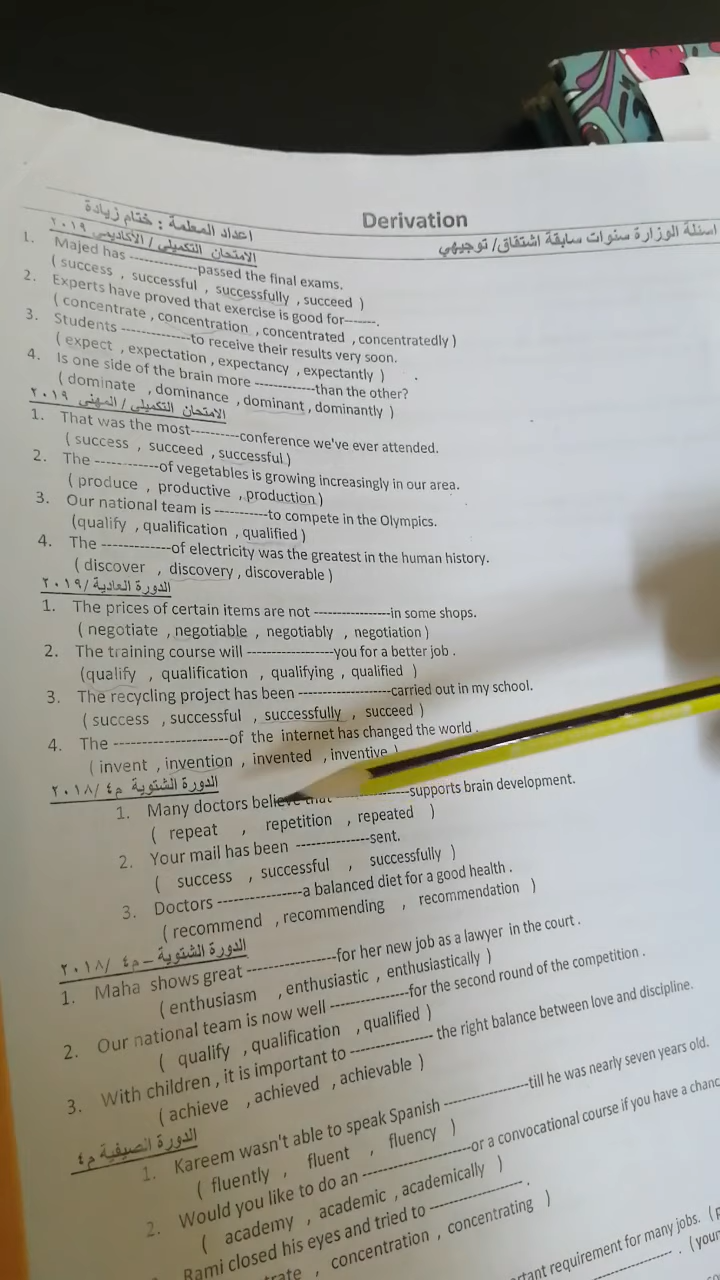 Derivation
اعداد المعلمة : ختام زيادة
اسئلة الوزارة سنوات سابقة اشتقاق/ توجيهي
الامتحان التكميلي / الأكاديمي ٢٠١٩
1. Majed has -------------passed the final exams.
( success , successful , successfully , succeed )
2. Experts have proved that exercise is good for-------.
( concentrate , concentration , concentrated , concentratedly )
3. Students -------------to receive their results very soon.
( expect , expectation , expectancy , expectantly )
4. Is one side of the brain more ------------than the other?
( dominate , dominance , dominant , dominantly )
الامتحان التكميلي / المهني ٢٠١٩
1. That was the most----------conference we've ever attended.
( success , succeed , successful )
2. The ------------of vegetables is growing increasingly in our area.
( produce , productive , production )
3. Our national team is -----------to compete in the Olympics.
(qualify , qualification , qualified )
4. The --------------of electricity was the greatest in the human history.
( discover , discovery , discoverable )
الدورة العادية /٢٠١٩
1. The prices of certain items are not -----------------in some shops.
( negotiate , negotiable , negotiably , negotiation )
2. The training course will -------------------you for a better job .
(qualify , qualification , qualifying , qualified )
3. The recycling project has been --------------------carried out in my school.
( success , successful , successfully , succeed )
4. The ----------------------of the internet has changed the world .
( invent , invention , invented , inventive )
الدورة الشتوية م٤ /٢٠١٨
1. Many doctors believe that ----------------supports brain development.
( repeat , repetition , repeated )
2. Your mail has been ---------------sent.
( success , successful , successfully )
3. Doctors -----------------a balanced diet for a good health .
( recommend , recommending , recommendation )
الدورة الشتوية – م٤ /٢٠١٨
1. Maha shows great ------------------for her new job as a lawyer in the court .
( enthusiasm , enthusiastic , enthusiastically )
2. Our national team is now well ----------------for the second round of the competition .
( qualify , qualification , qualified )
3. With children , it is important to ----------------- the right balance between love and discipline.
( achieve , achieved , achievable )
الدورة الصيفية م٤
1. Kareem wasn't able to speak Spanish -----------------till he was nearly seven years old.
( fluently , fluent , fluency )
2. Would you like to do an ----------------------or a convocational course if you have a chanc
( academy , academic , academically )
Rami closed his eyes and tried to ------------------- .
trate , concentration , concentrating )
rtant requirement for many jobs. (p
---------------- . (your